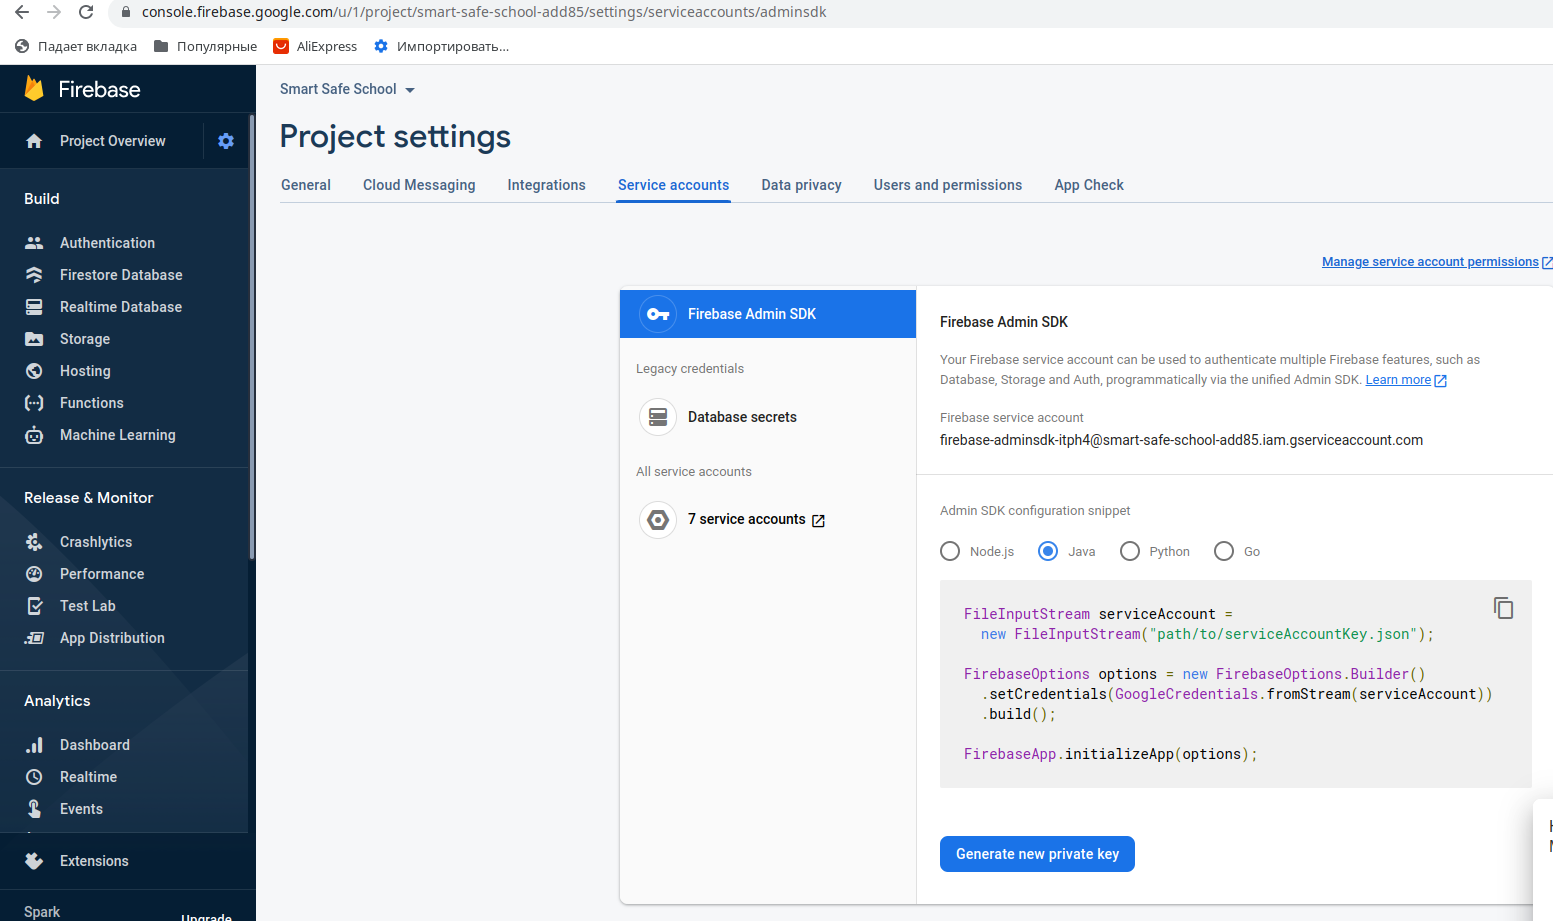 console.firebase.google.com/u/1/project/smart-safe-school-add85/settings/serviceaccounts/adminsdk
Падает вкладка
Популярные
AliExpress
Импортировать...
Firebase
Project Overview
Build
Authentication
Firestore Database
Realtime Database
Storage
Hosting
Functions
Machine Learning
Release & Monitor
Crashlytics
Performance
Test Lab
App Distribution
Analytics
Dashboard
Realtime
Events
Extensions
Spark
Upgrade
Smart Safe School
Project settings
General
Cloud Messaging
Integrations
Service accounts
Data privacy
Users and permissions
App Check
Manage service account permissions
Firebase Admin SDK
Legacy credentials
Database secrets
All service accounts
7 service accounts
Firebase Admin SDK
Your Firebase service account can be used to authenticate multiple Firebase features, such as
Database, Storage and Auth, programmatically via the unified Admin SDK. Learn more
Firebase service account
firebase-adminsdk-itph4@smart-safe-school-add85.iam.gserviceaccount.com
Admin SDK configuration snippet
Node.js
Java
Python
Go
FileInputStream serviceAccount =
new FileInputStream("path/to/serviceAccountKey.json");
FirebaseOptions options = new FirebaseOptions.Builder()
.setCredentials(GoogleCredentials.fromStream(serviceAccount))
.build();
FirebaseApp.initializeApp(options);
Generate new private key